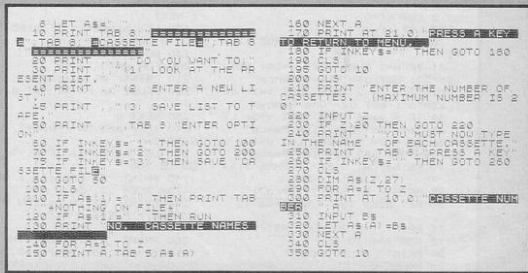 6 LET A$=
10 PRINT TAB 8;
TAB 8; CASSETTE FILE ";TAB 8
20 PRINT "DO YOU WANT TO;"
30 PRINT "(1) LOOK AT THE PR
ESENT LIST.
40 PRINT "(2) ENTER A NEW LI
ST.
45 PRINT "(3) SAVE LIST TO T
APE.
50 PRINT TAB 5; ENTER OPTI
ON
60 IF INKEY$= 1 THEN GOTO 100
70 IF INKEY$= 2 THEN GOTO 200
75 IF INKEY$= 3 THEN SAVE "CA
SSETTE FILE"
80 GOTO 60
100 CLS
110 IF A$(1)= THEN PRINT TAB
7 *NOTHING ON FILE*
120 IF A$(1)= THEN RUN
130 PRINT NO. CASSETTE NAMES
140 FOR A=1 TO Z
150 PRINT A;TAB 5;A$(A)
160 NEXT A
170 PRINT AT 21,0; PRESS A KEY
TO RETURN TO MENU.
180 IF INKEY$="" THEN GOTO 180
190 CLS
195 GOTO 10
200 CLS
210 PRINT "ENTER THE NUMBER OF
CASSETTES. (MAXIMUM NUMBER IS 2
0)
220 INPUT Z
230 IF Z>20 THEN GOTO 220
240 PRINT "YOU MUST NOW TYPE
IN THE NAME OF EACH CASSETTE.
250 PRINT TAB 8; PRESS A KEY
260 IF INKEY$="" THEN GOTO 260
270 CLS
280 DIM A$(Z,27)
290 FOR A=1 TO Z
300 PRINT AT 10,0; CASSETTE NUM
BER ;A
310 INPUT B$
320 LET A$(A)=B$
330 NEXT A
340 CLS
350 GOTO 10